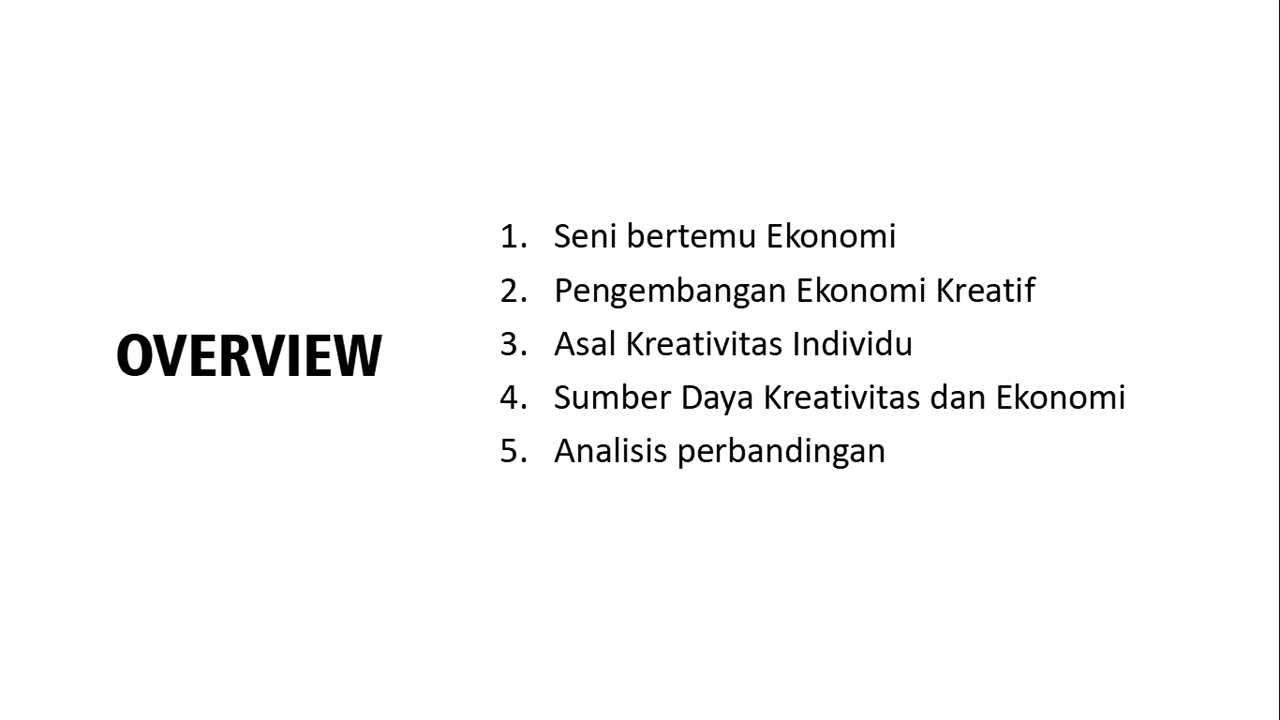 OVERVIEW
1. Seni bertemu Ekonomi
2. Pengembangan Ekonomi Kreatif
3. Asal Kreativitas Individu
4. Sumber Daya Kreativitas dan Ekonomi
5. Analisis perbandingan